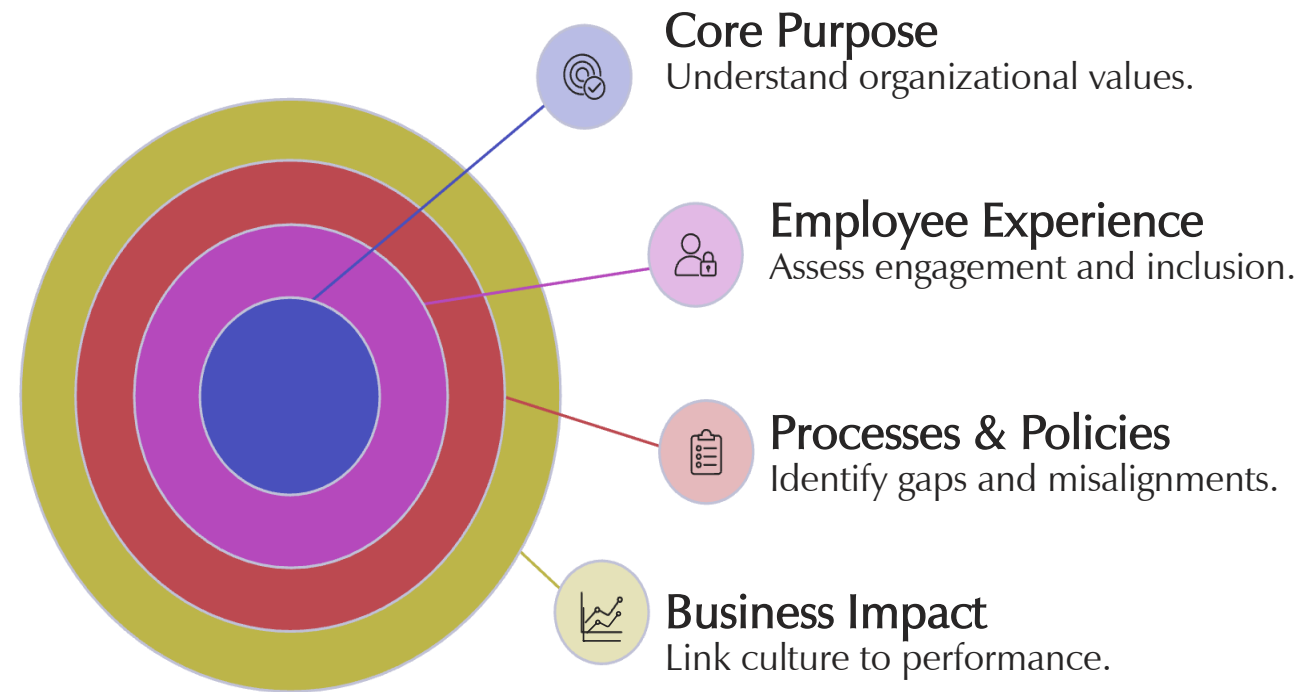 Core Purpose
Understand organizational values.
Employee Experience
Assess engagement and inclusion.
Processes & Policies
Identify gaps and misalignments.
Business Impact
Link culture to performance.